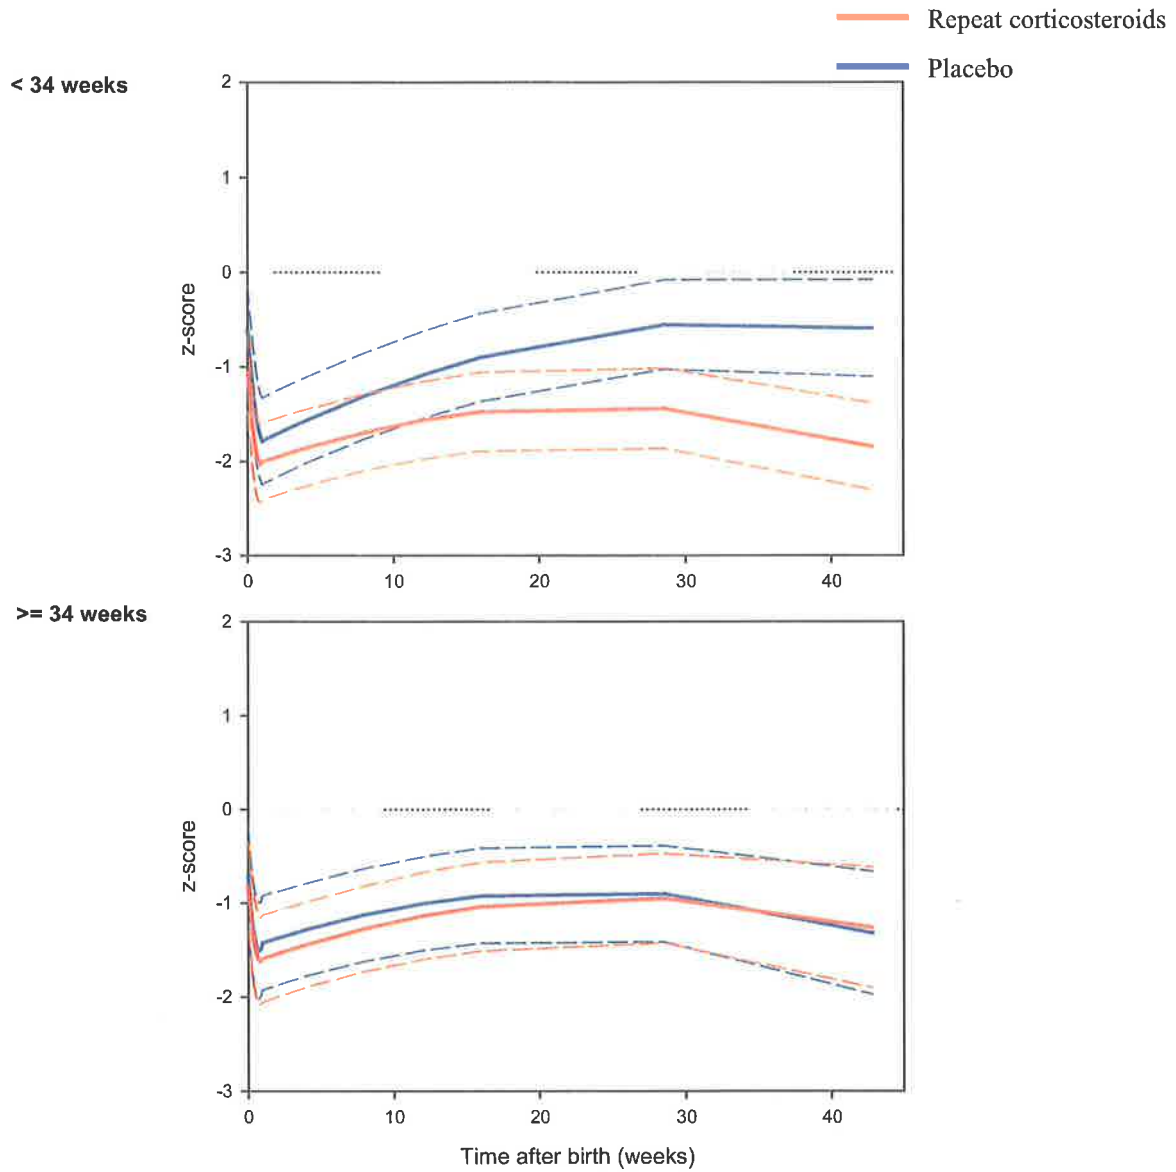 Repeat corticosteroids
Placebo
< 34 weeks
2
1
0
-1
-2
-3
z-score
0 10 20 30 40
>= 34 weeks
2
1
0
-1
-2
-3
z-score
0 10 20 30 40
Time after birth (weeks)